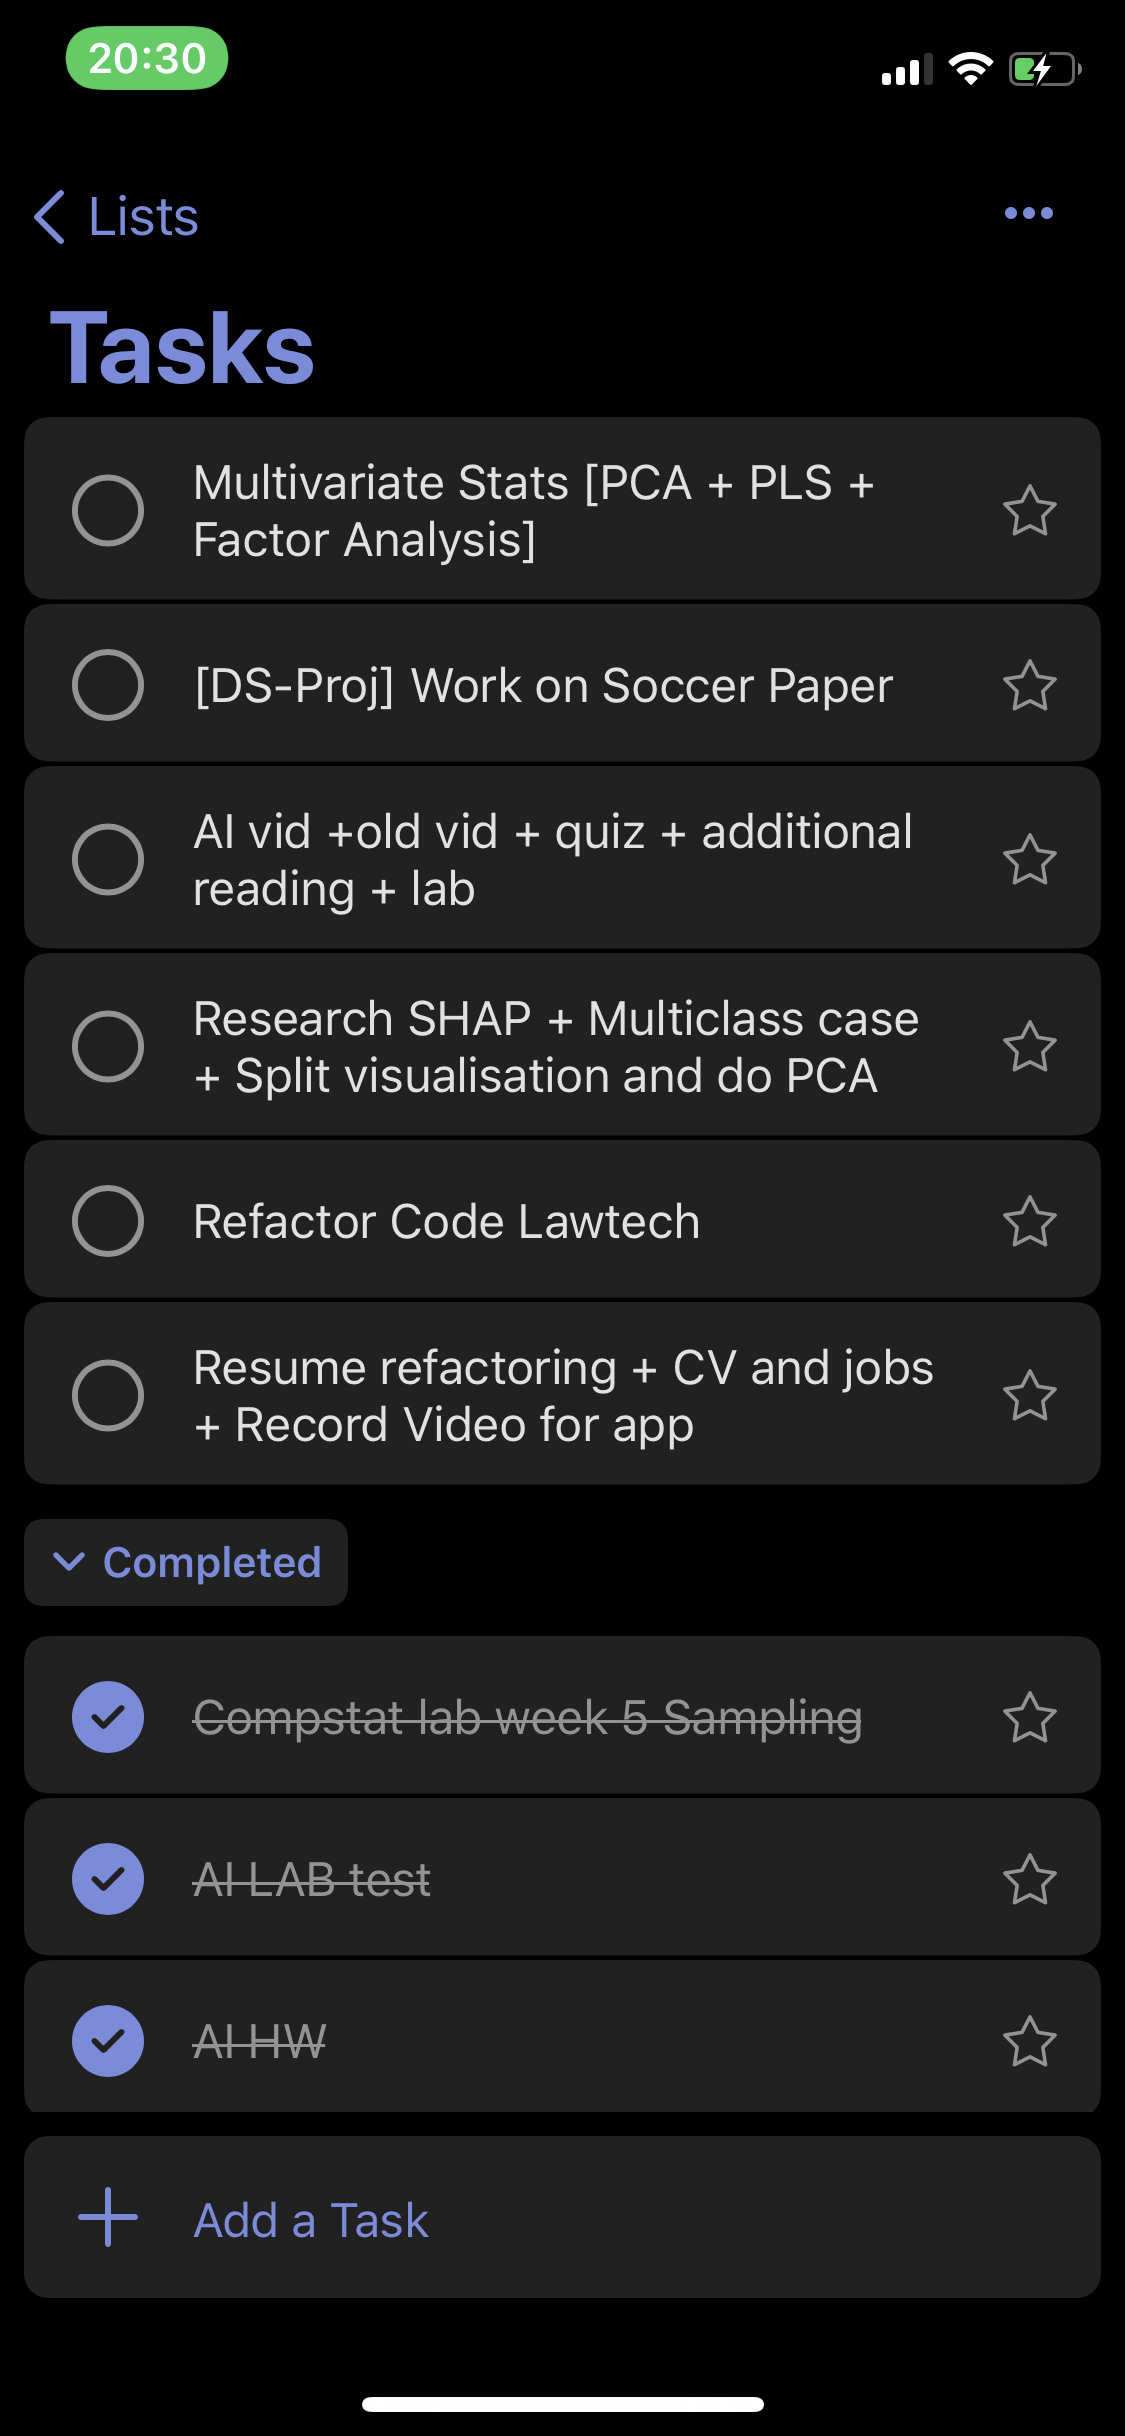 20:30
Lists
Tasks
Multivariate Stats [PCA + PLS +
Factor Analysis]
[DS-Proj] Work on Soccer Paper
AI vid +old vid + quiz + additional
reading + lab
Research SHAP + Multiclass case
+ Split visualisation and do PCA
Refactor Code Lawtech
Resume refactoring + CV and jobs
+ Record Video for app
Completed
Compstat lab week 5 Sampling
AI LAB test
AI HW
Add a Task